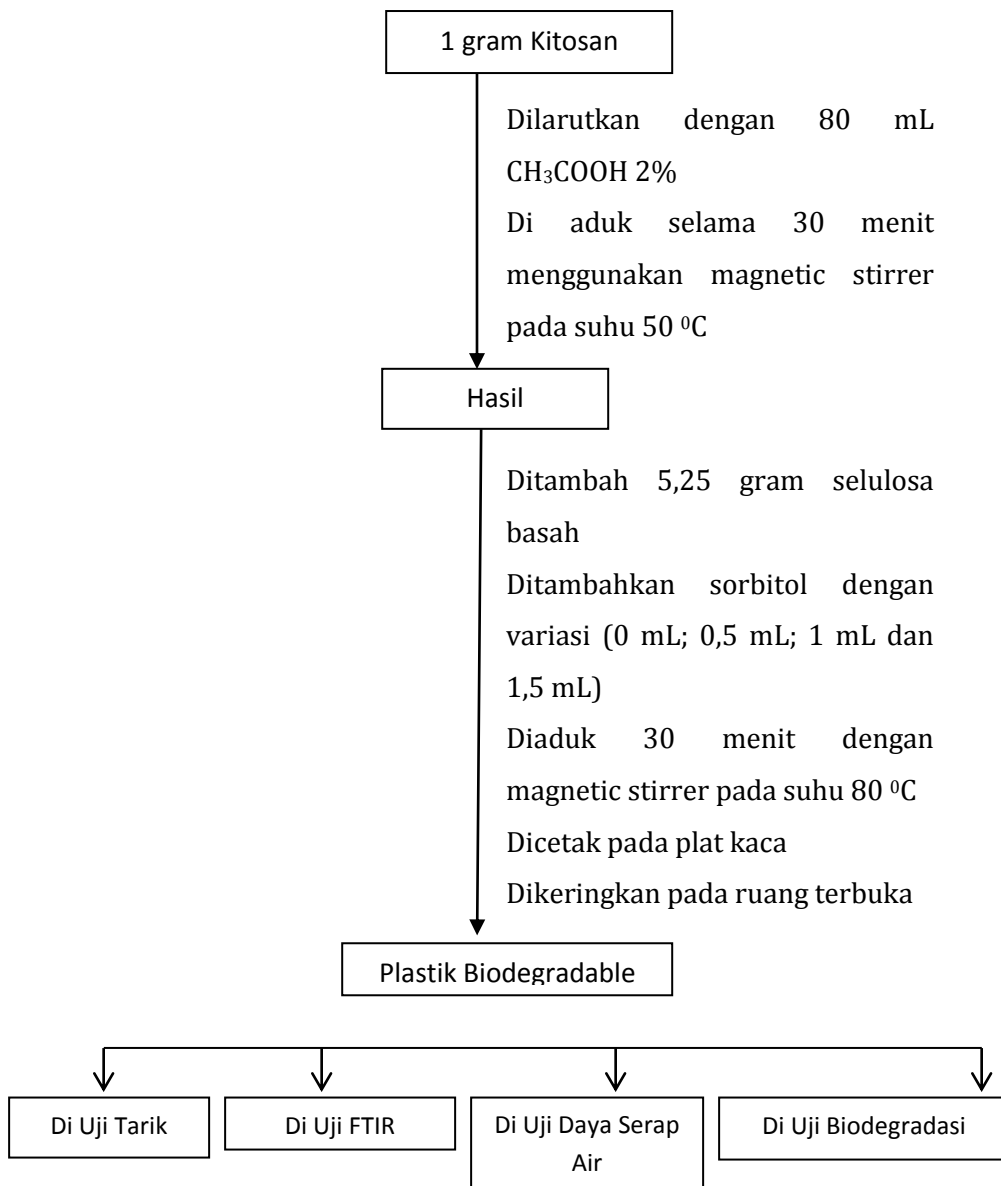 1 gram Kitosan
Dilarutkan dengan 80 mL
CH₃COOH 2%
Di aduk selama 30 menit
menggunakan magnetic stirrer
pada suhu 50 ⁰C
Hasil
Ditambah 5,25 gram selulosa
basah
Ditambahkan sorbitol dengan
variasi (0 mL; 0,5 mL; 1 mL dan
1,5 mL)
Diaduk 30 menit dengan
magnetic stirrer pada suhu 80 ⁰C
Dicetak pada plat kaca
Dikeringkan pada ruang terbuka
Plastik Biodegradable
Di Uji Tarik
Di Uji FTIR
Di Uji Daya Serap
Air
Di Uji Biodegradasi